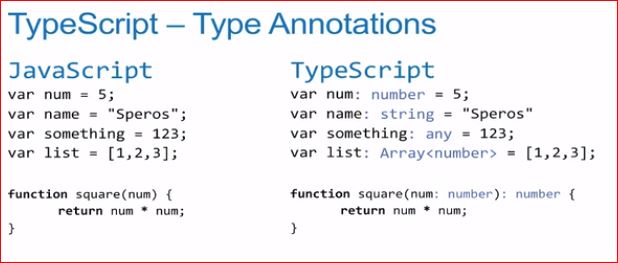 TypeScript – Type Annotations
JavaScript
var num = 5;
var name = "Speros";
var something = 123;
var list = [1,2,3];
function square(num) {
return num * num;
}
TypeScript
var num: number = 5;
var name: string = "Speros"
var something: any = 123;
var list: Array<number> = [1,2,3];
function square(num: number): number {
return num * num;
}